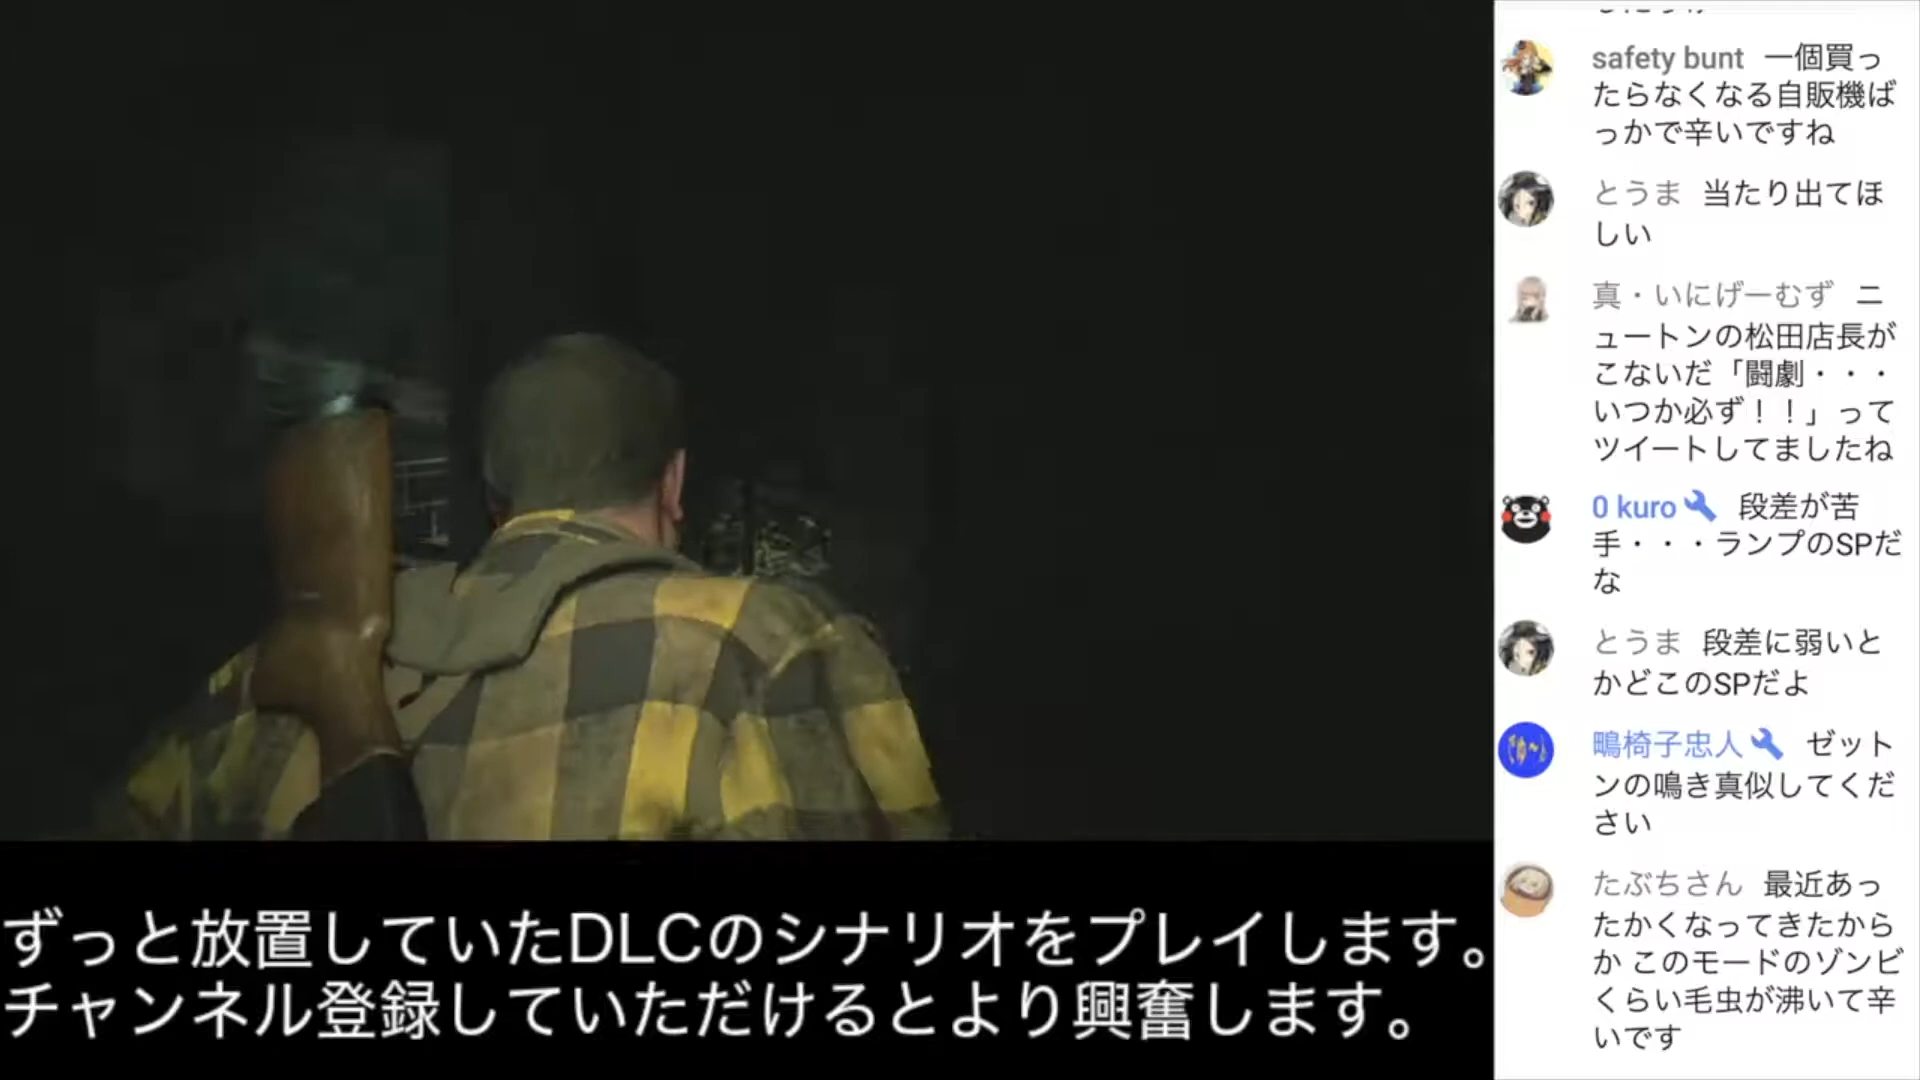 safety bunt 一個買っ
たらなくなる自販機ば
っかで辛いですね
とうま 当たり出てほ
しい
真・いにげーむず ニ
ュートンの松田店長が
こないだ「闘劇・・・
いつか必ず！！」って
ツイートしてましたね
0 kuro 段差が苦
手・・・ランプのSPだ
な
とうま 段差に弱いと
かどこのSPだよ
鴫椅子忠人 ゼット
ンの鳴き真似してくだ
さい
たぶちさん 最近あっ
たかくなってきたから
か このモードのゾンビ
くらい毛虫が沸いて辛
いです
ずっと放置していたDLCのシナリオをプレイします。
チャンネル登録していただけるとより興奮します。